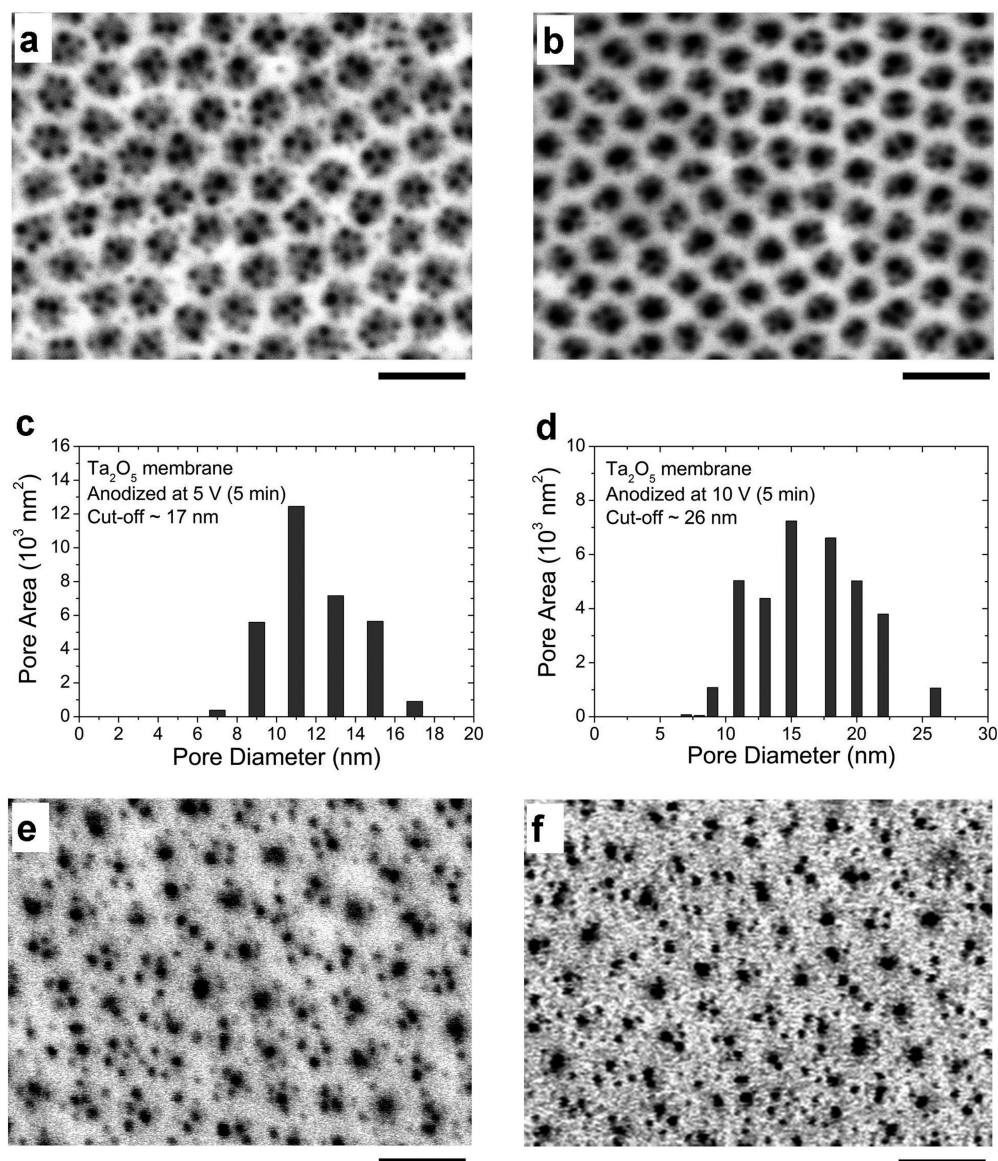 a
b
c
16
14
12
10
8
6
4
2
0
Pore Area (10³ nm²)
Ta₂O₅ membrane
Anodized at 5 V (5 min)
Cut-off ~ 17 nm
0 2 4 6 8 10 12 14 16 18 20
Pore Diameter (nm)
d
10
8
6
4
2
0
Pore Area (10³ nm²)
Ta₂O₅ membrane
Anodized at 10 V (5 min)
Cut-off ~ 26 nm
0 5 10 15 20 25 30
Pore Diameter (nm)
e
f